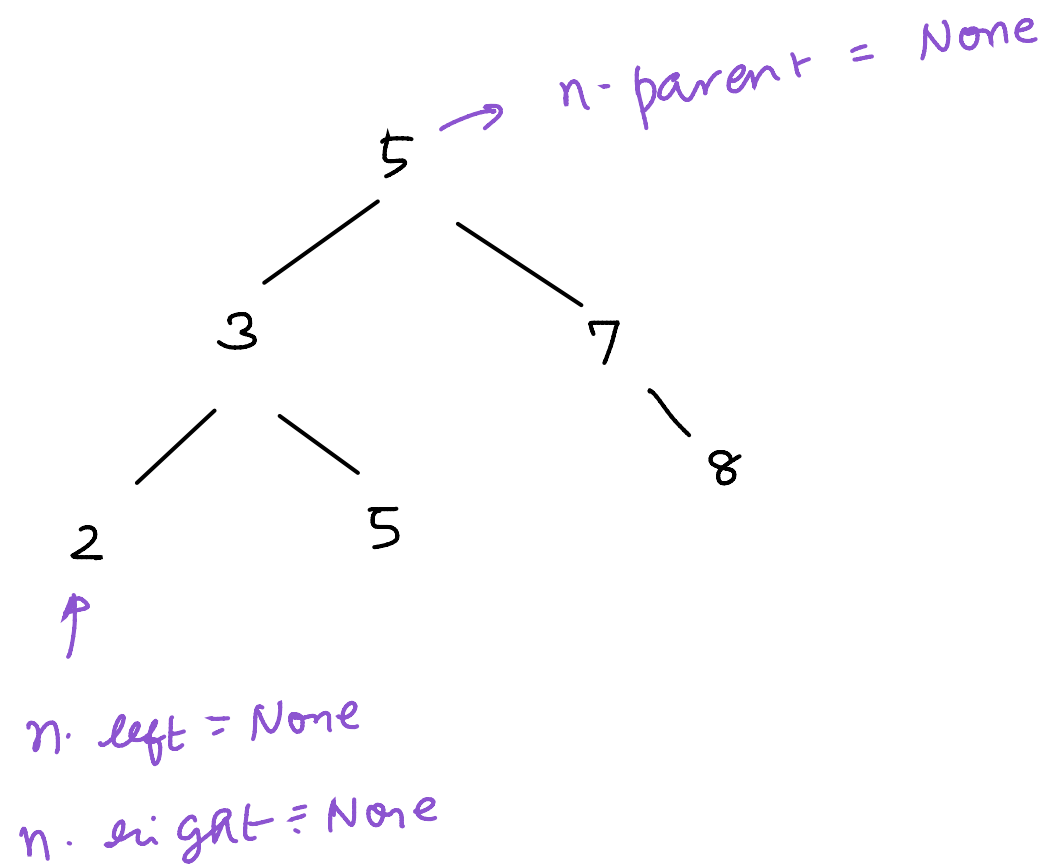 n. parent = None
5
3
7
8
2
5
n. left = None
n. right = None